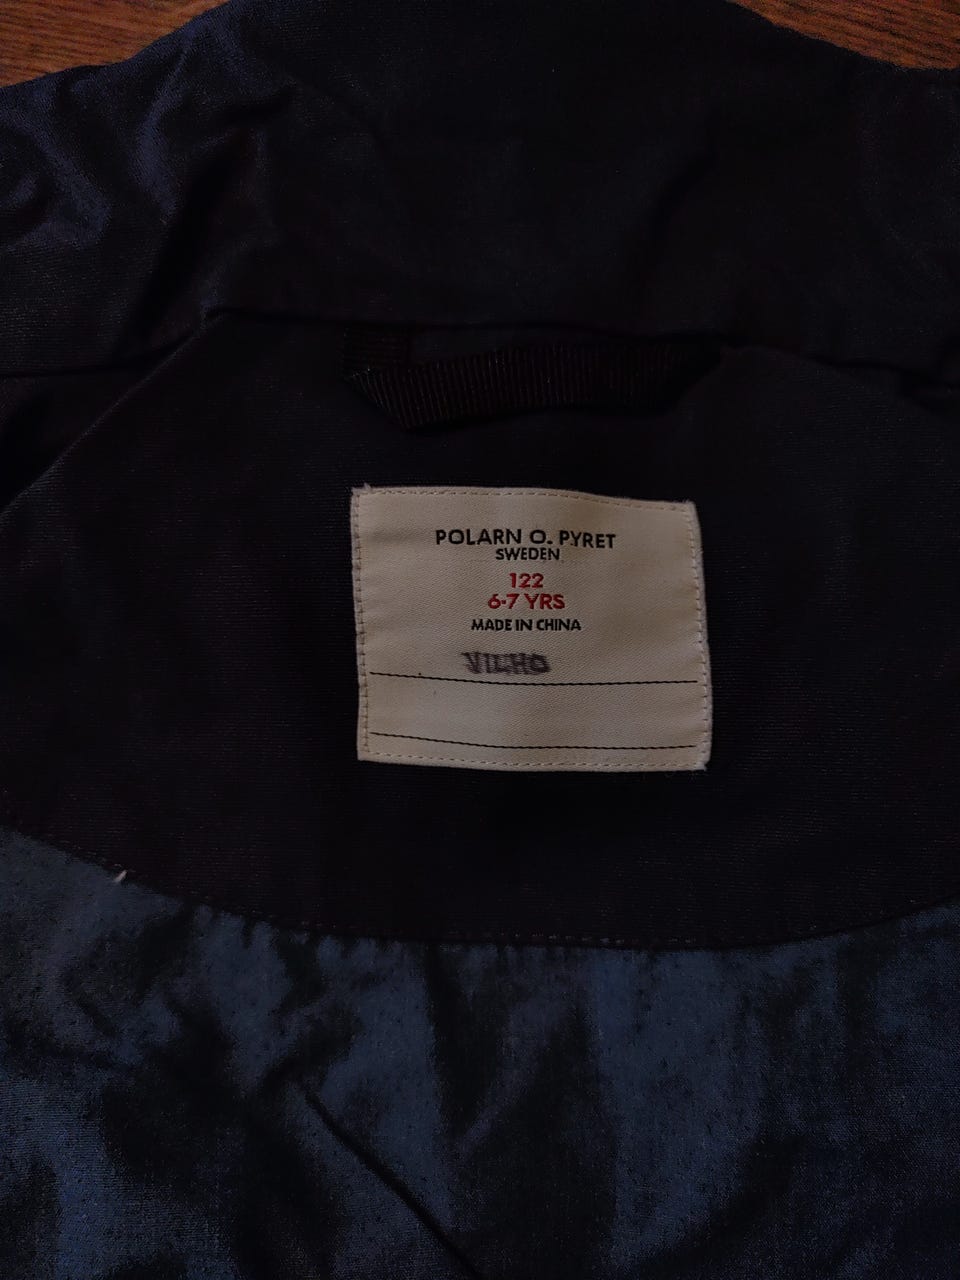 POLARN O. PYRET
SWEDEN
122
6-7 YRS
MADE IN CHINA
VILHO